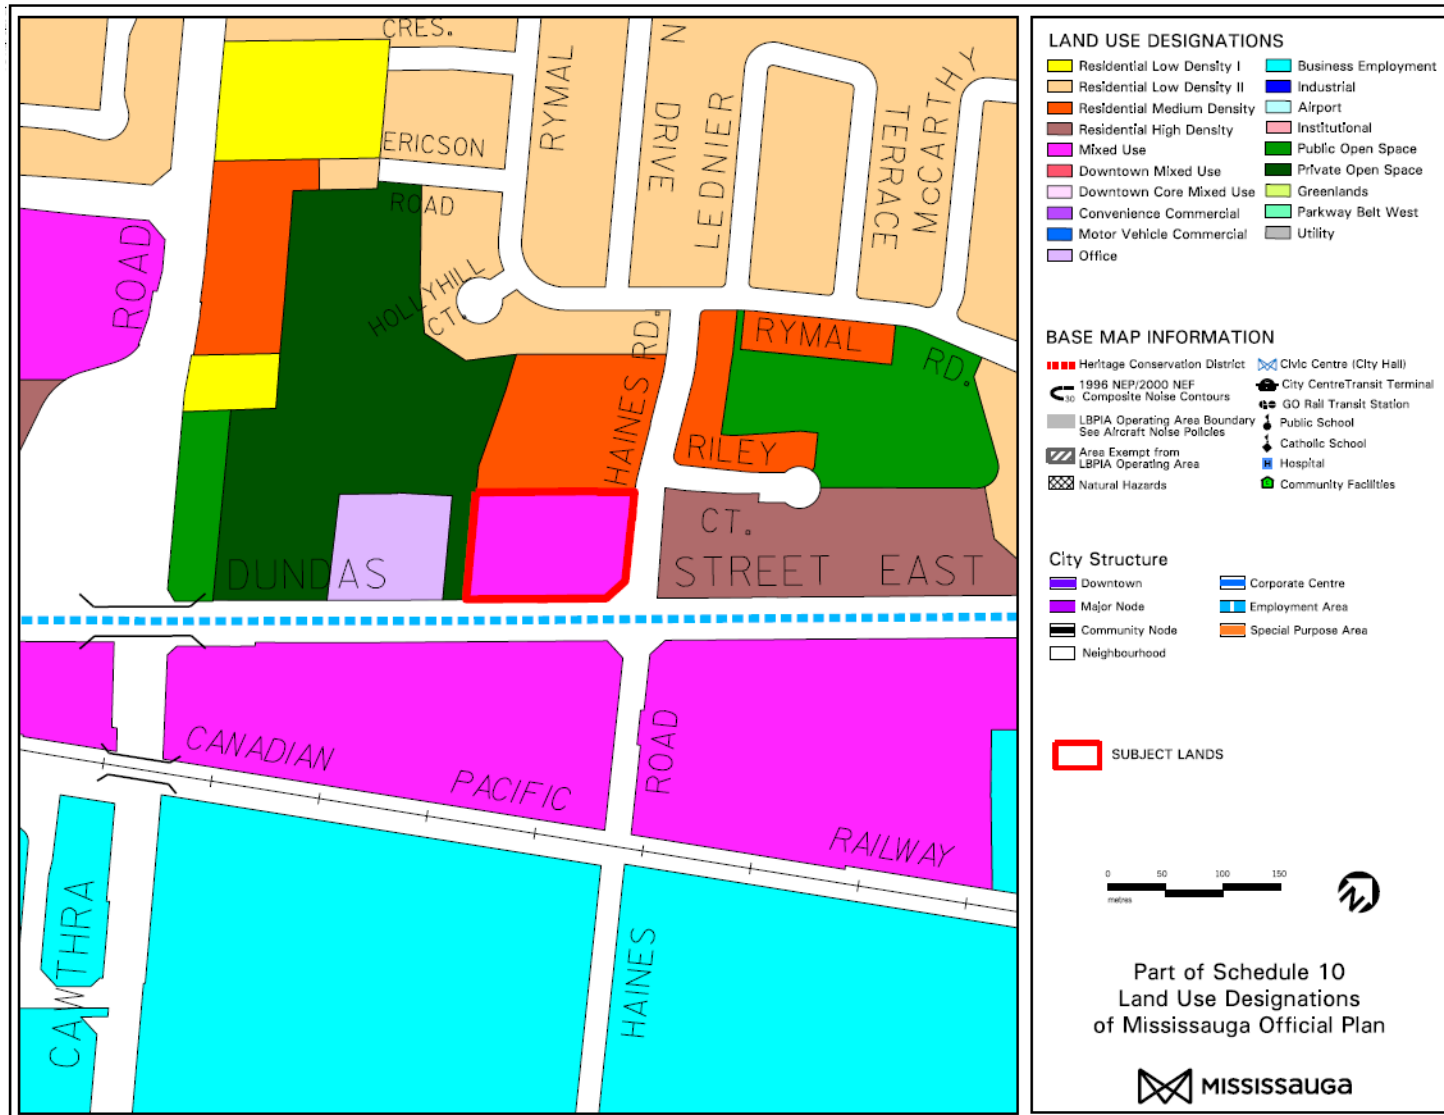 CRES.
RYMAL
N
DRIVE
LEDNIER
TERRACE
McCARTHY
ERICSON
ROAD
ROAD
HOLLYHILL
CT.
HAINES RD.
RYMAL
RD.
RILEY
CT.
DUNDAS
STREET EAST
CANADIAN
PACIFIC
RAILWAY
ROAD
HAINES
CAWTHRA
LAND USE DESIGNATIONS
Residential Low Density I
Residential Low Density II
Residential Medium Density
Residential High Density
Mixed Use
Downtown Mixed Use
Downtown Core Mixed Use
Convenience Commercial
Motor Vehicle Commercial
Office
Business Employment
Industrial
Airport
Institutional
Public Open Space
Private Open Space
Greenlands
Parkway Belt West
Utility
BASE MAP INFORMATION
Heritage Conservation District
1996 NEP/2000 NEF
Composite Noise Contours
30
LBPIA Operating Area Boundary
See Aircraft Noise Policies
Area Exempt from
LBPIA Operating Area
Natural Hazards
Civic Centre (City Hall)
City CentreTransit Terminal
GO Rail Transit Station
Public School
Catholic School
H Hospital
Community Facilities
City Structure
Downtown
Major Node
Community Node
Neighbourhood
Corporate Centre
Employment Area
Special Purpose Area
SUBJECT LANDS
0 50 100 150
metres
N
Part of Schedule 10
Land Use Designations
of Mississauga Official Plan
MISSISSAUGA